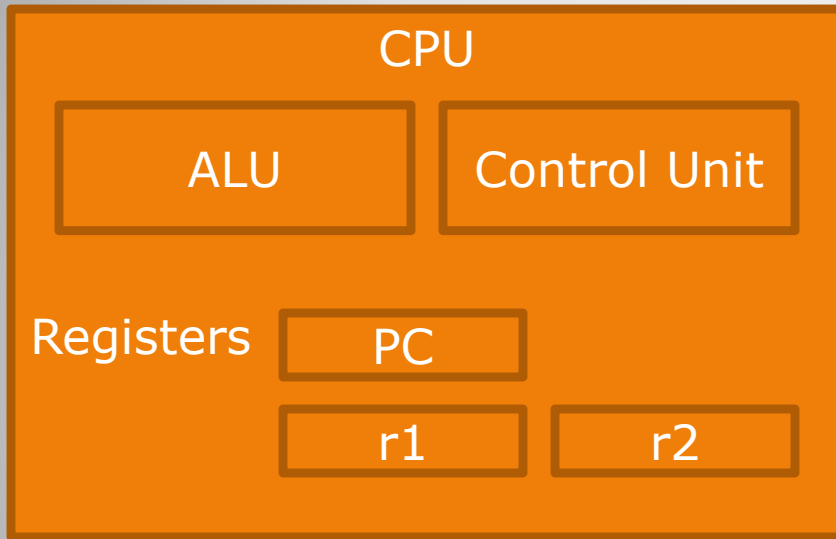 CPU
ALU
Control Unit
Registers
PC
r1
r2